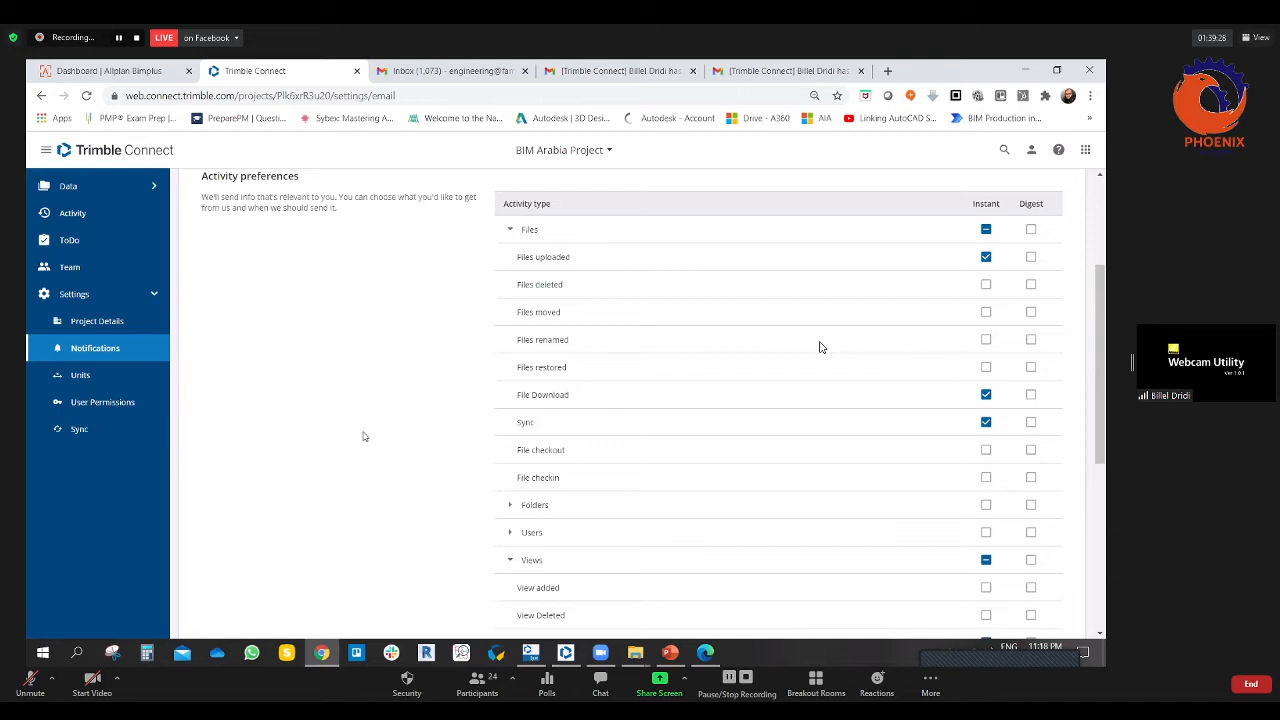 Recording...
LIVE
on Facebook
01:39:26
View
Dashboard | Allplan Bimplus
Trimble Connect
Inbox (1,073) - engineering@fan
[Trimble Connect] Billel Dridi has
[Trimble Connect] Billel Dridi has
web.connect.trimble.com/projects/Plk6xrR3u20/settings/email
Apps
PMP® Exam Prep |...
PreparePM | Questi...
Sybex: Mastering A...
Welcome to the Na...
Autodesk | 3D Desi...
Autodesk - Account
Drive - A360
AIA
Linking AutoCAD S...
BIM Production in...
PHOENIX
Trimble Connect
BIM Arabia Project
Data
Activity
ToDo
Team
Settings
Project Details
Notifications
Units
User Permissions
Sync
Activity preferences
We'll send info that's relevant to you. You can choose what you'd like to get
from us and when we should send it.
Activity type Instant Digest
Files
Files uploaded
Files deleted
Files moved
Files renamed
Files restored
File Download
Sync
File checkout
File checkin
Folders
Users
Views
View added
View Deleted
Webcam Utility
Ver 1.0.1
Billel Dridi
ENG 11:18 PM
Unmute
Start Video
Security
Participants 24
Polls
Chat
Share Screen
Pause/Stop Recording
Breakout Rooms
Reactions
More
End